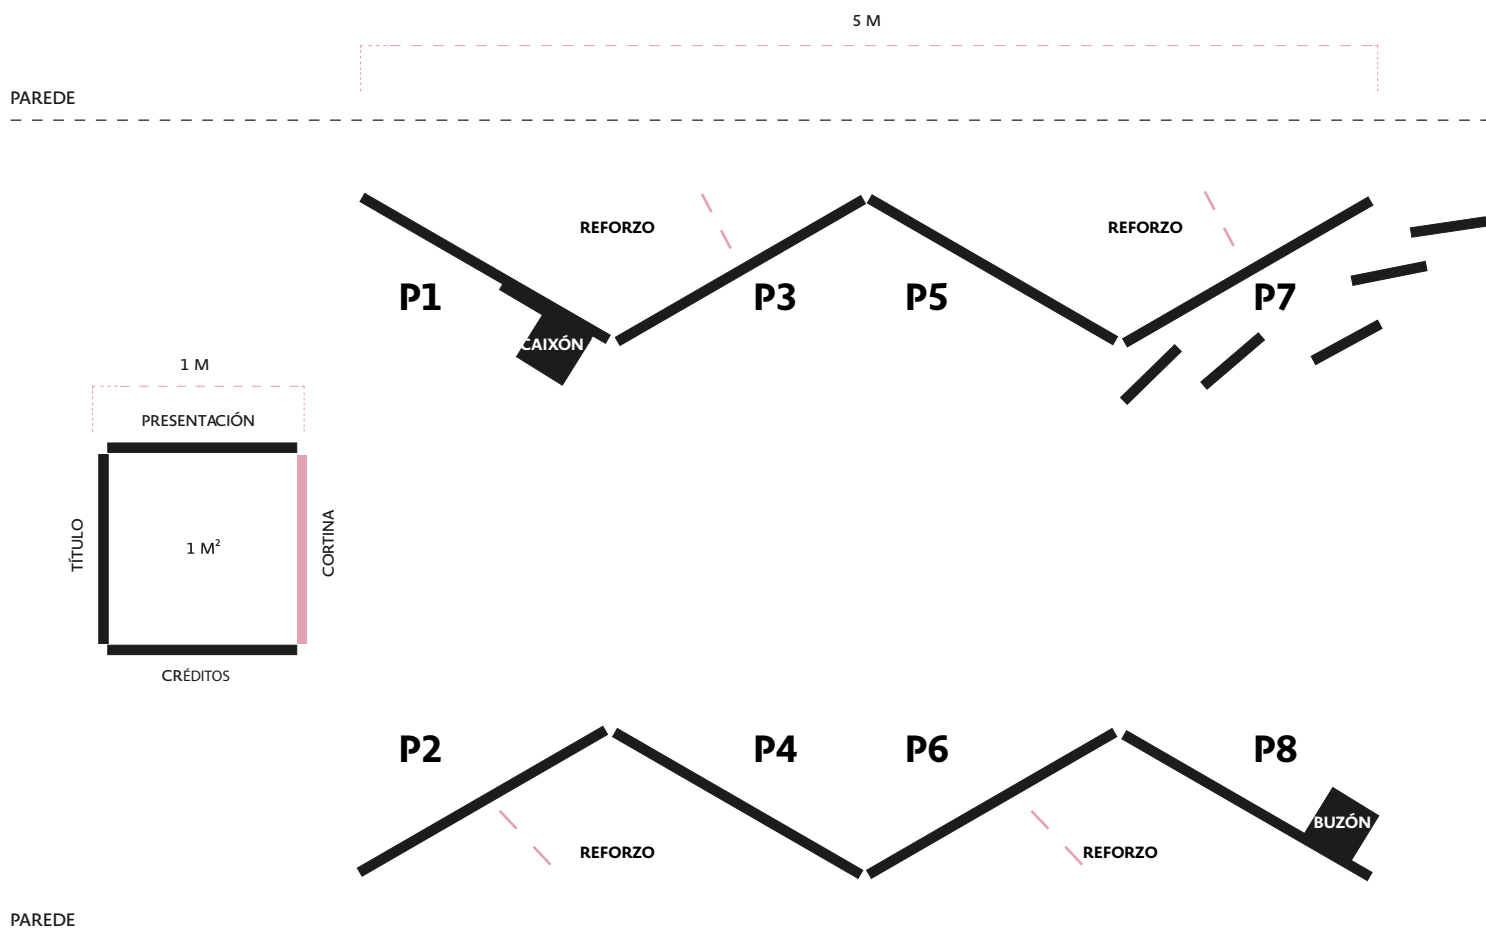 5 M
PAREDE
REFORZO
REFORZO
P1
P3
P5
P7
CAIXÓN
1 M
PRESENTACIÓN
TÍTULO
1 M²
CORTINA
CRÉDITOS
P2
P4
P6
P8
BUZÓN
REFORZO
REFORZO
PAREDE